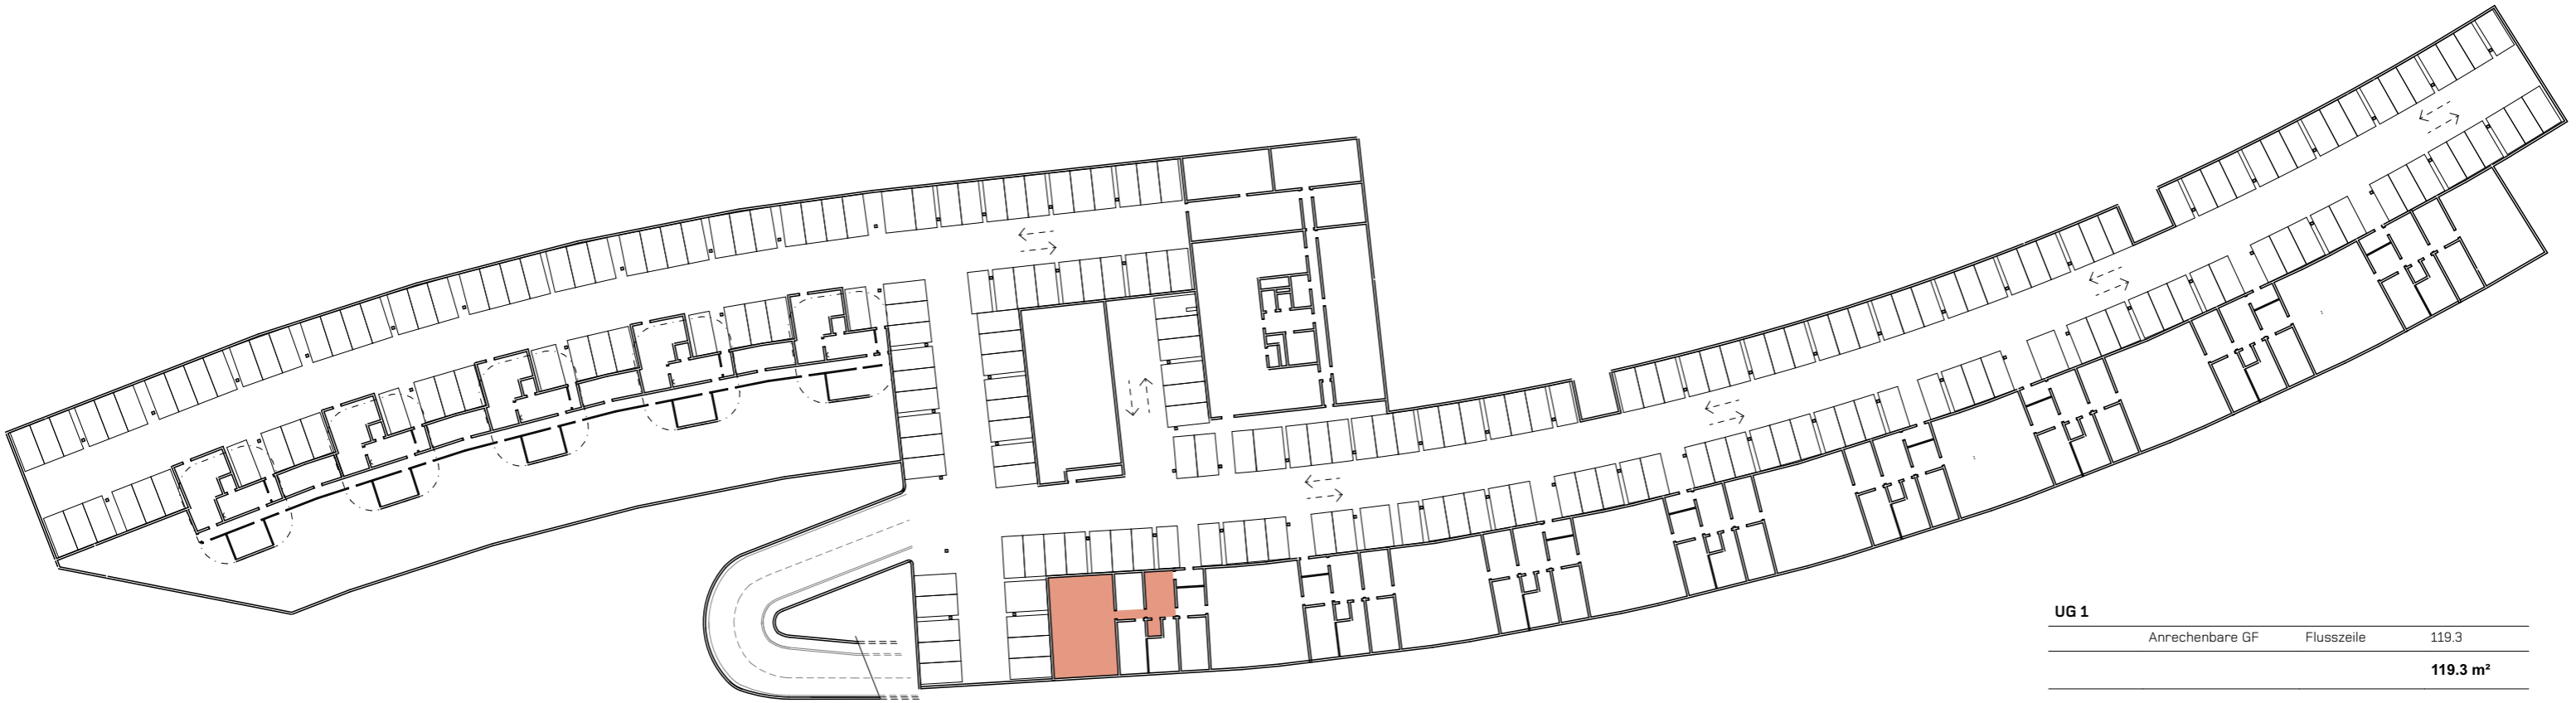 UG 1
Anrechenbare GF Flusszeile 119.3
119.3 m²